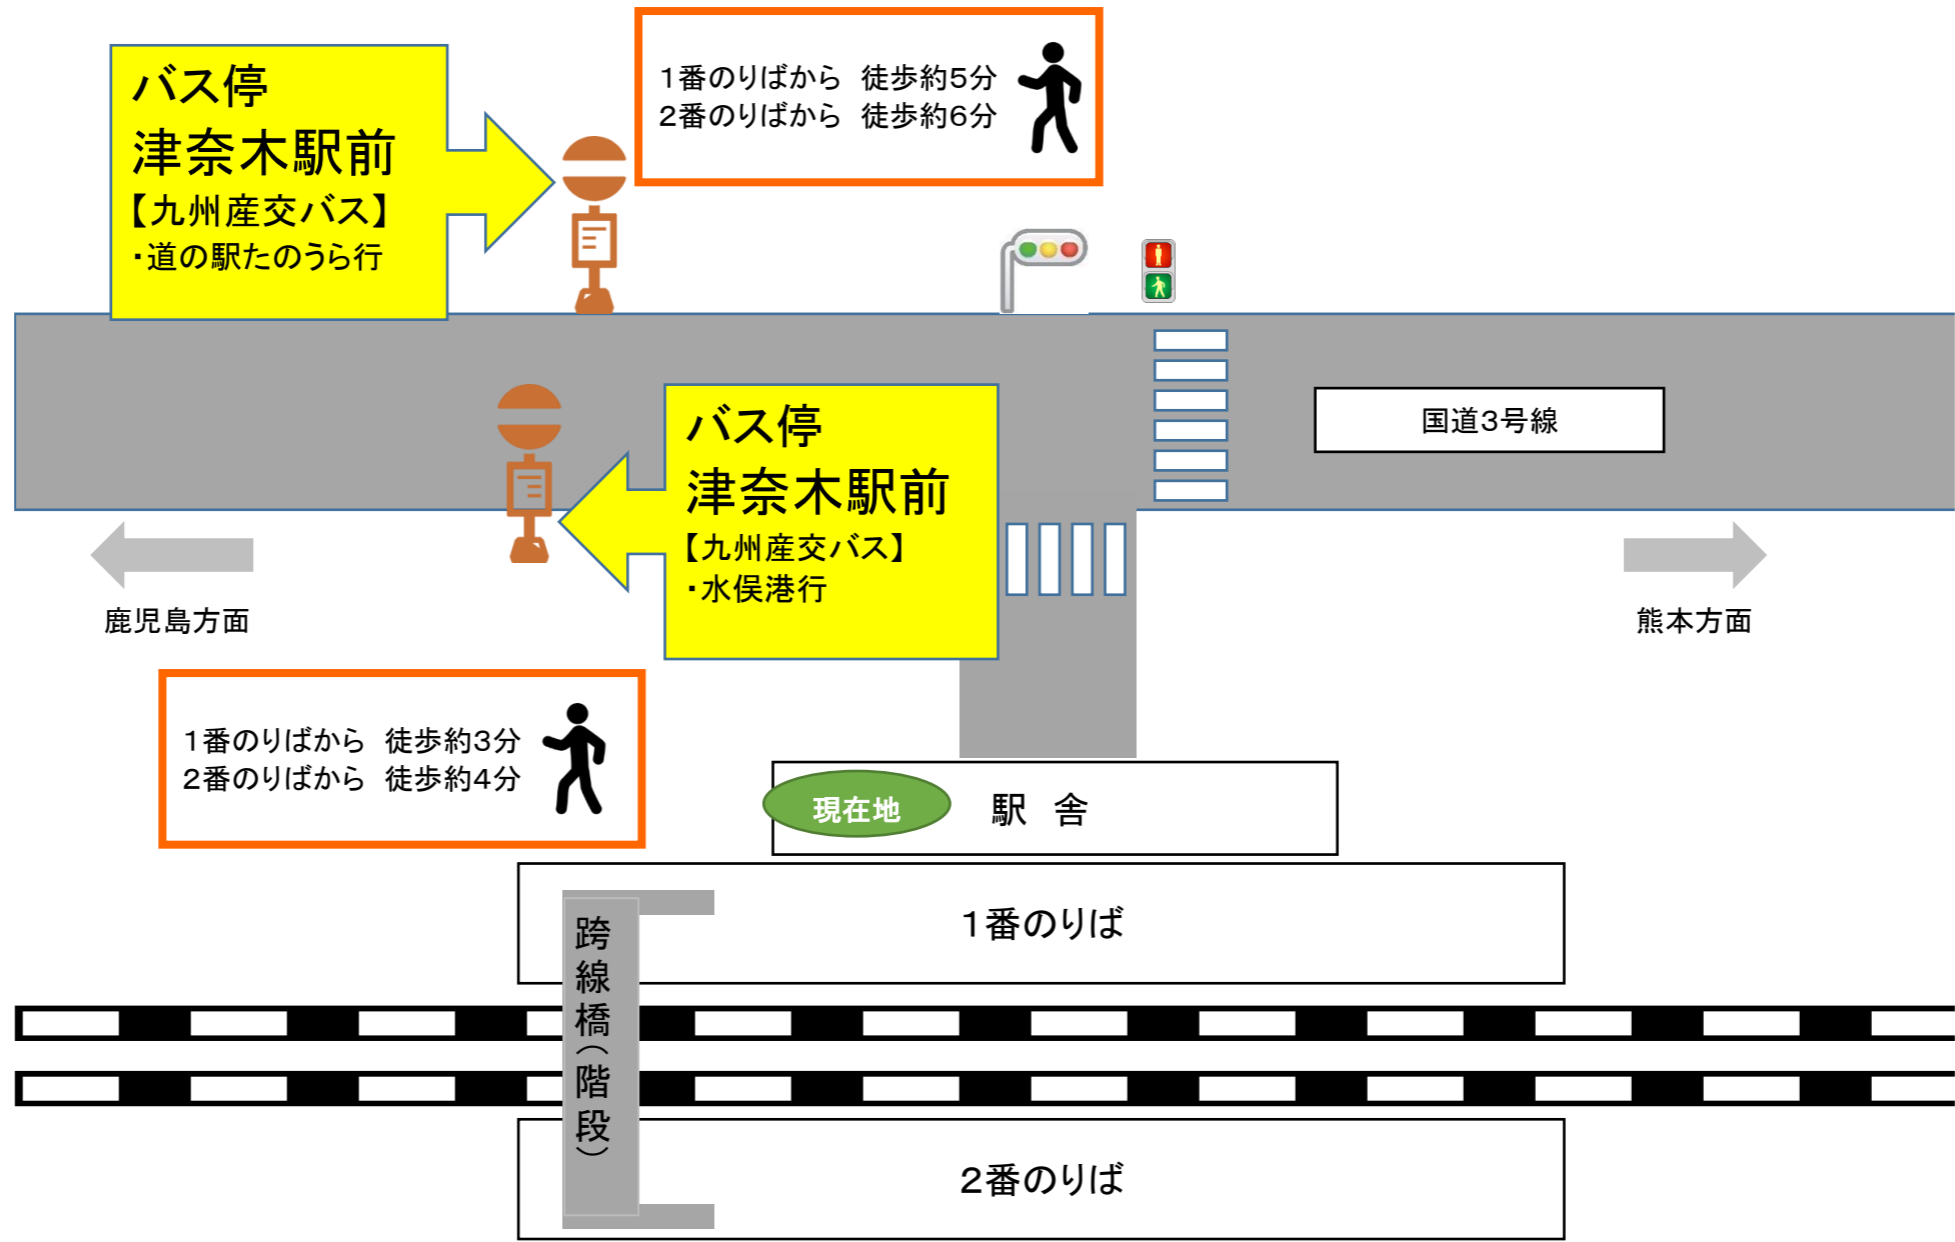 バス停
津奈木駅前
【九州産交バス】
・道の駅たのうら行
1番のりばから　徒歩約5分
2番のりばから　徒歩約6分
バス停
津奈木駅前
【九州産交バス】
・水俣港行
国道3号線
鹿児島方面
熊本方面
1番のりばから　徒歩約3分
2番のりばから　徒歩約4分
現在地
駅　舎
1番のりば
跨線橋（階段）
2番のりば